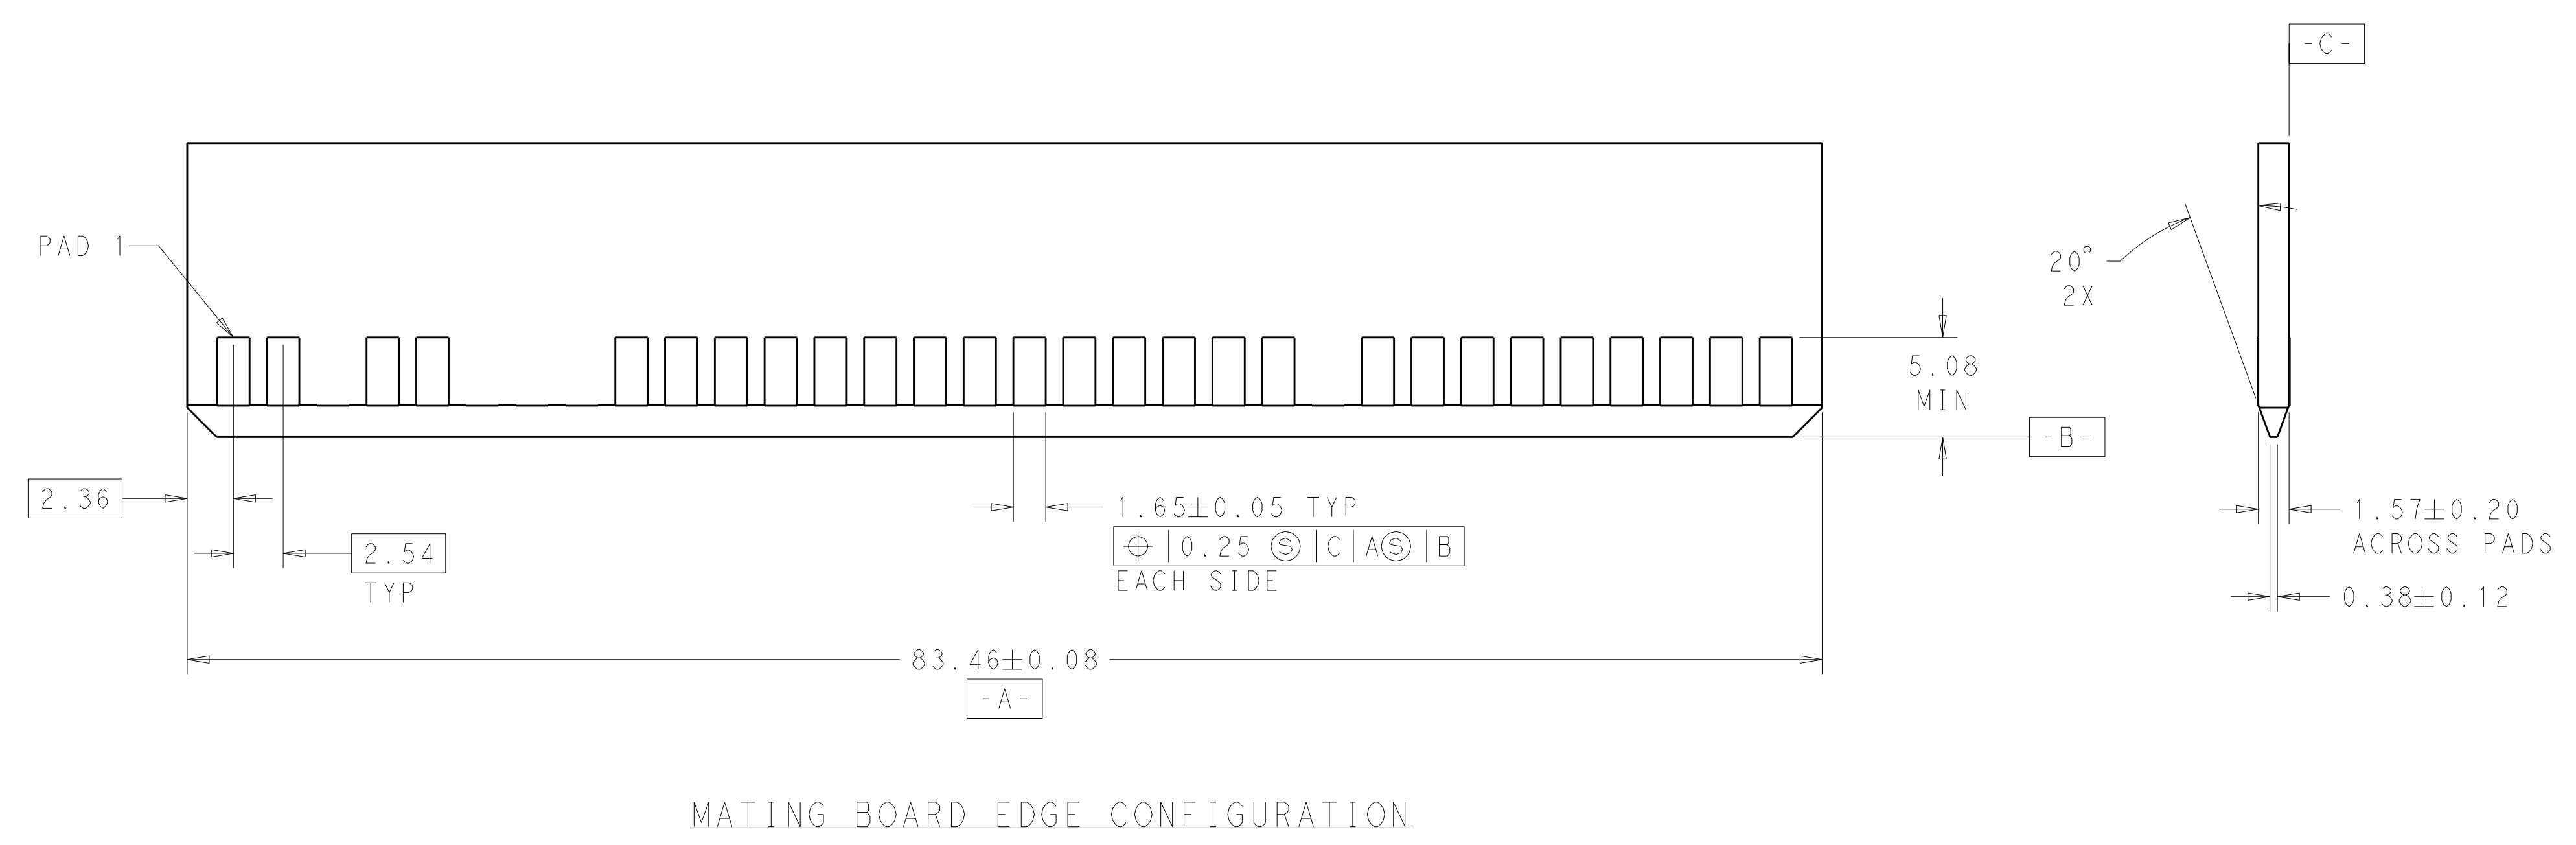 -C-
PAD 1
20°
2X
5.08
MIN
-B-
2.36
2.54
TYP
1.65±0.05 TYP
⌖ 0.25 Ⓢ C AⓈ B
EACH SIDE
1.57±0.20
ACROSS PADS
0.38±0.12
83.46±0.08
-A-
MATING BOARD EDGE CONFIGURATION